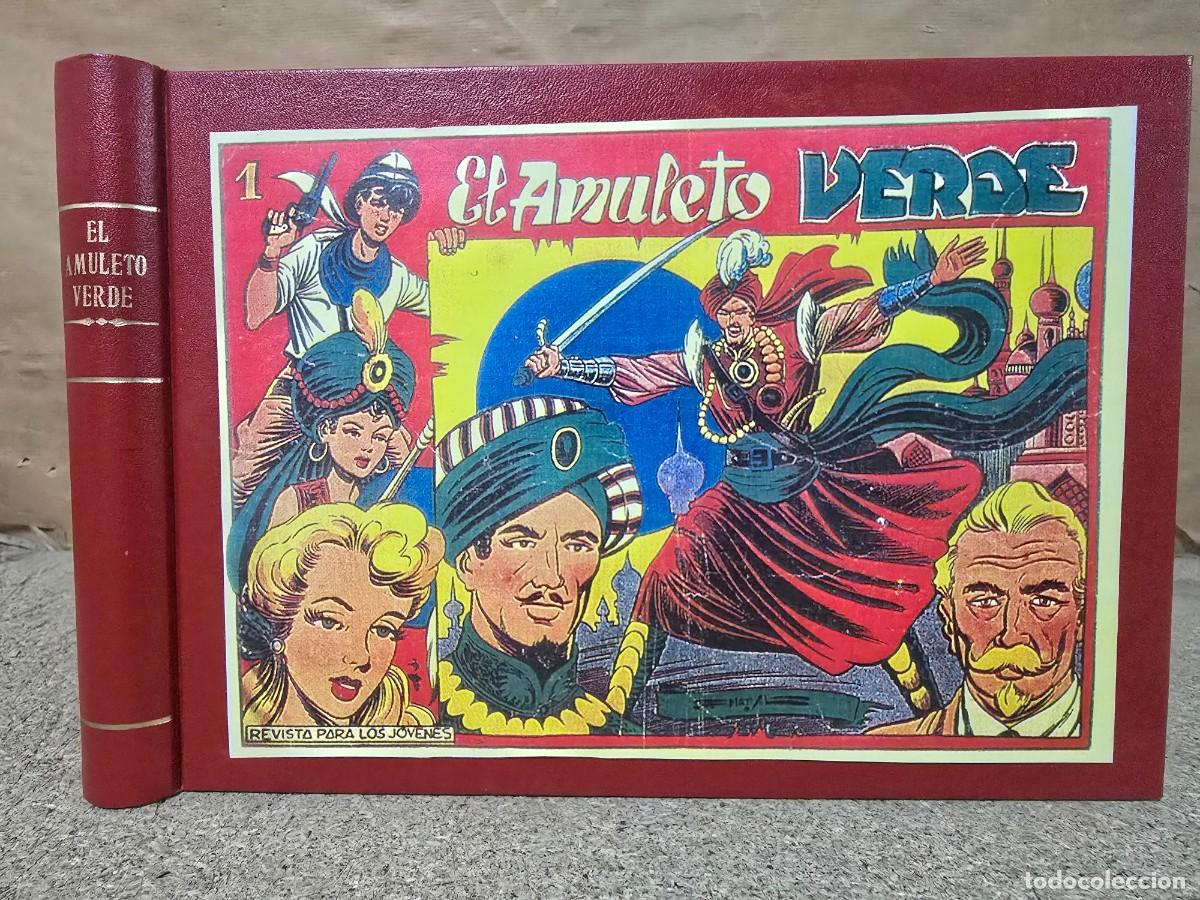 EL
AMULETO
VERDE
1
El Amuleto VERDE
REVISTA PARA LOS JÓVENES
todocoleccion